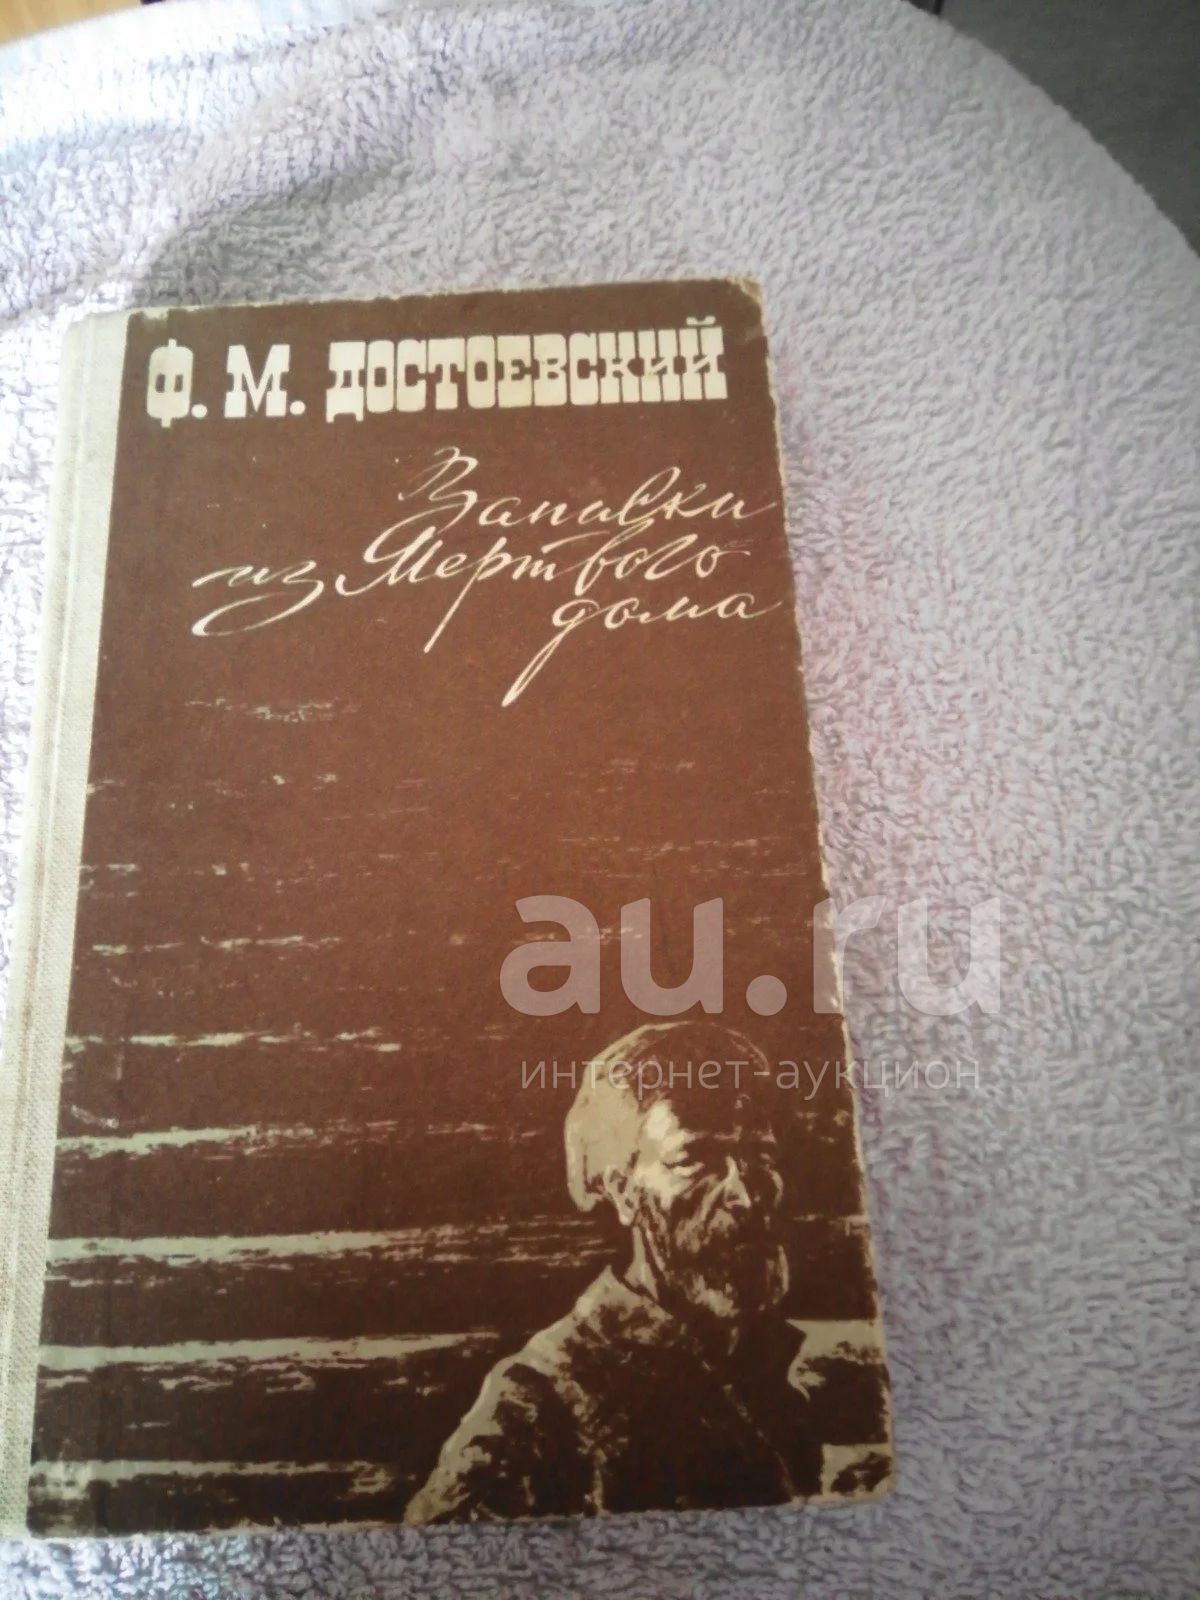 Ф. М. ДОСТОЕВСКИЙ
Записки
из Мертвого
дома
au.ru
интернет-аукцион